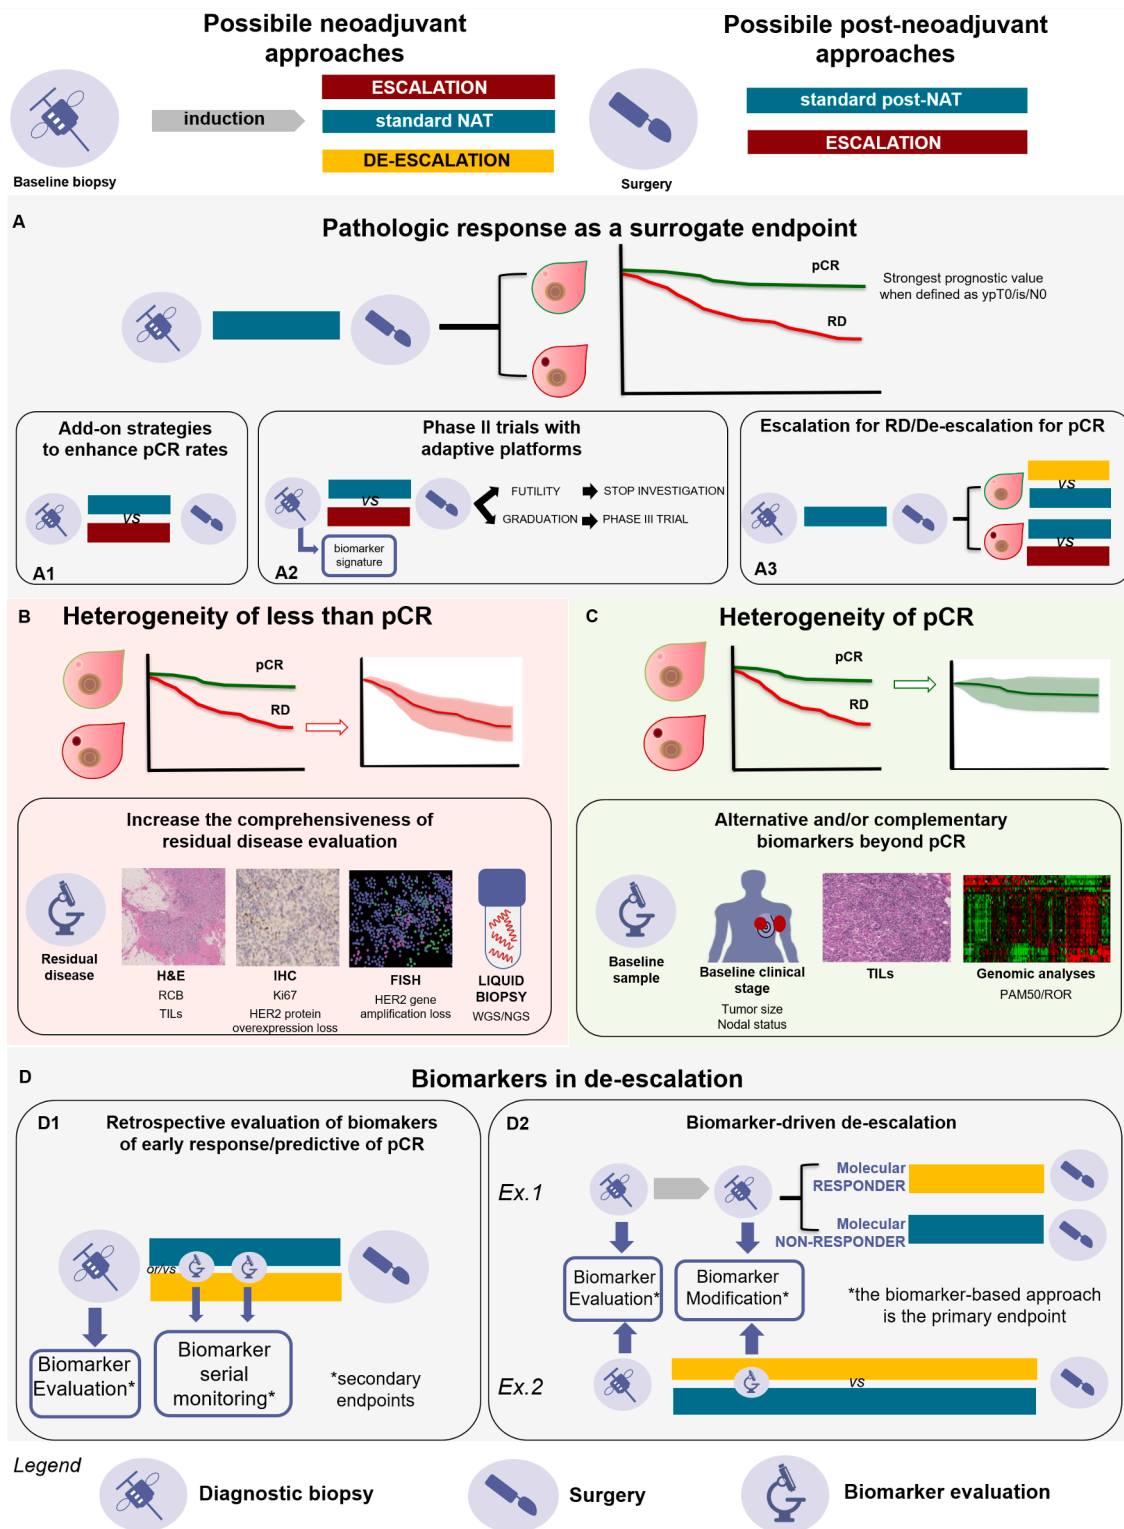 Possibile neoadjuvant
approaches
Possibile post-neoadjuvant
approaches
ESCALATION
induction
standard NAT
DE-ESCALATION
Baseline biopsy
standard post-NAT
ESCALATION
Surgery
A
Pathologic response as a surrogate endpoint
pCR
RD
Strongest prognostic value
when defined as ypT0/is/N0
Add-on strategies
to enhance pCR rates
VS
A1
Phase II trials with
adaptive platforms
VS
FUTILITY
STOP INVESTIGATION
GRADUATION
PHASE III TRIAL
biomarker
signature
A2
Escalation for RD/De-escalation for pCR
VS
VS
A3
B
Heterogeneity of less than pCR
pCR
RD
Increase the comprehensiveness of
residual disease evaluation
Residual
disease
H&E
RCB
TILs
IHC
Ki67
HER2 protein
overexpression loss
FISH
HER2 gene
amplification loss
LIQUID
BIOPSY
WGS/NGS
C
Heterogeneity of pCR
pCR
RD
Alternative and/or complementary
biomarkers beyond pCR
Baseline
sample
Baseline clinical
stage
Tumor size
Nodal status
TILs
Genomic analyses
PAM50/ROR
D
Biomarkers in de-escalation
D1
Retrospective evaluation of biomakers
of early response/predictive of pCR
or/vs
Biomarker
Evaluation*
Biomarker
serial
monitoring*
*secondary
endpoints
D2
Biomarker-driven de-escalation
Ex.1
Molecular
RESPONDER
Molecular
NON-RESPONDER
Biomarker
Evaluation*
Biomarker
Modification*
*the biomarker-based approach
is the primary endpoint
Ex.2
VS
Legend
Diagnostic biopsy
Surgery
Biomarker evaluation